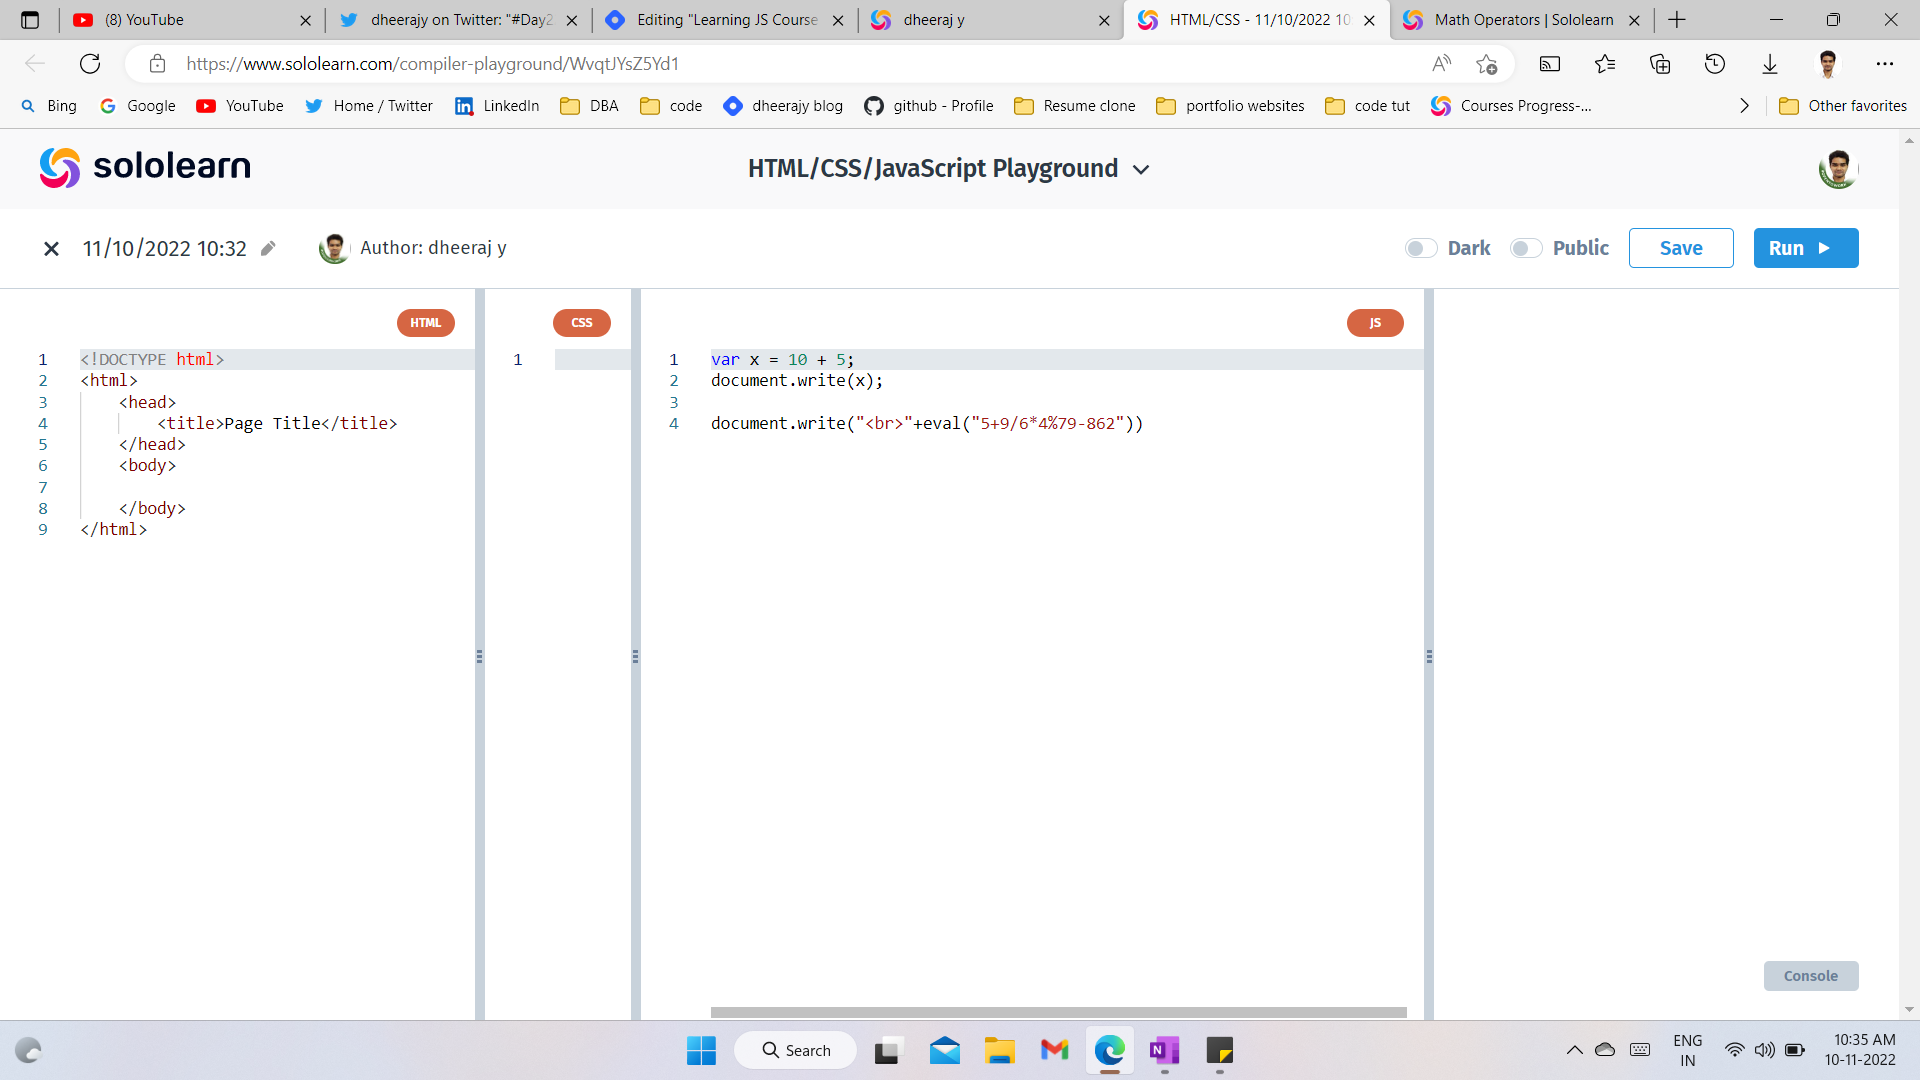 (8) YouTube
dheerajy on Twitter: "#Day2
Editing "Learning JS Course
dheeraj y
HTML/CSS - 11/10/2022 10
Math Operators | Sololearn
https://www.sololearn.com/compiler-playground/WvqtJYsZ5Yd1
Bing
Google
YouTube
Home / Twitter
LinkedIn
DBA
code
dheerajy blog
github - Profile
Resume clone
portfolio websites
code tut
Courses Progress-...
Other favorites
sololearn
HTML/CSS/JavaScript Playground
11/10/2022 10:32
Author: dheeraj y
Dark
Public
Save
Run
HTML
1 <!DOCTYPE html>
2 <html>
3 <head>
4 <title>Page Title</title>
5 </head>
6 <body>
7
8 </body>
9 </html>
CSS
1
JS
1 var x = 10 + 5;
2 document.write(x);
3
4 document.write("<br>"+eval("5+9/6*4%79-862"))
Console
Search
ENG
IN
10:35 AM
10-11-2022